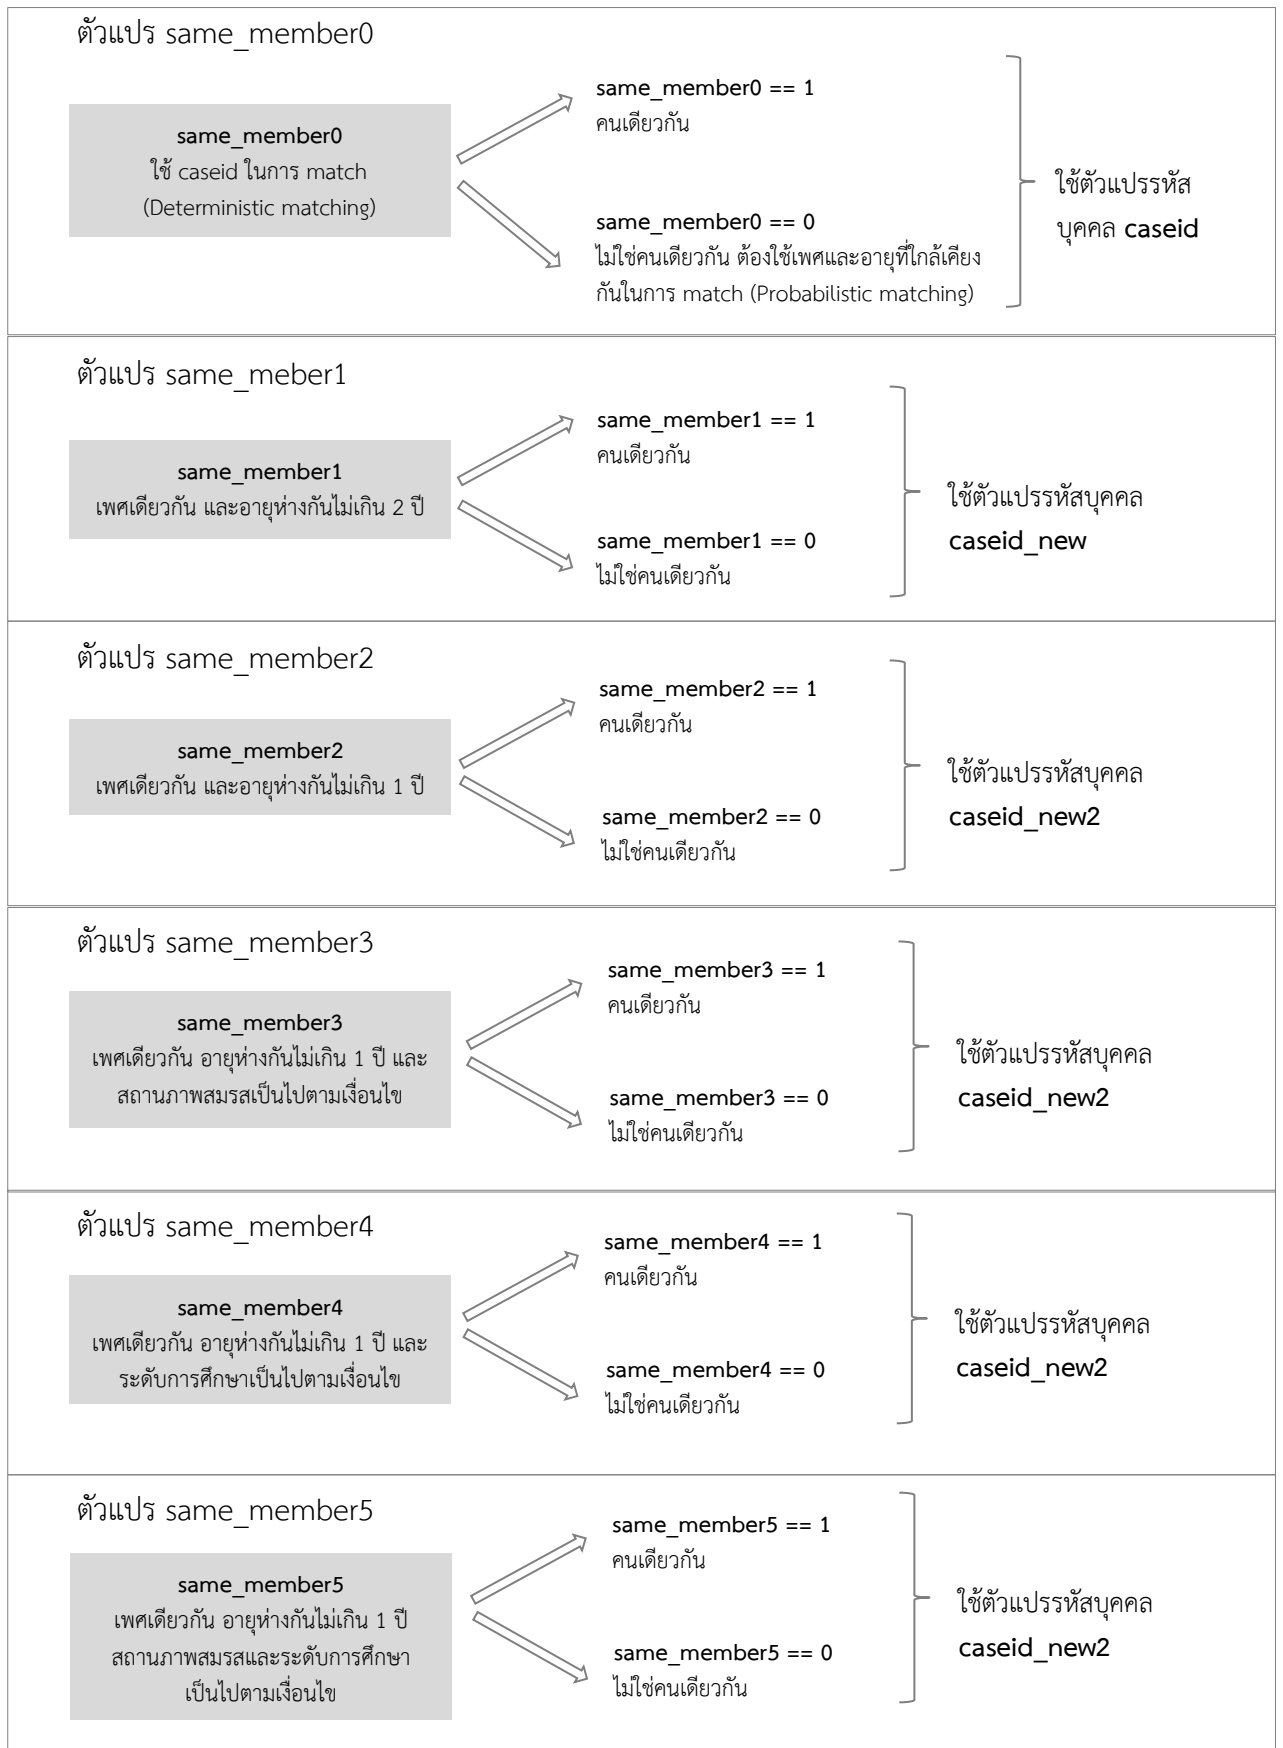 ตัวแปร same_member0
same_member0
ใช้ caseid ในการ match
(Deterministic matching)
same_member0 == 1
คนเดียวกัน
same_member0 == 0
ไม่ใช่คนเดียวกัน ต้องใช้เพศและอายุที่ใกล้เคียง
กันในการ match (Probabilistic matching)
ใช้ตัวแปรรหัส
บุคคล caseid
ตัวแปร same_meber1
same_member1
เพศเดียวกัน และอายุห่างกันไม่เกิน 2 ปี
same_member1 == 1
คนเดียวกัน
same_member1 == 0
ไม่ใช่คนเดียวกัน
ใช้ตัวแปรรหัสบุคคล
caseid_new
ตัวแปร same_member2
same_member2
เพศเดียวกัน และอายุห่างกันไม่เกิน 1 ปี
same_member2 == 1
คนเดียวกัน
same_member2 == 0
ไม่ใช่คนเดียวกัน
ใช้ตัวแปรรหัสบุคคล
caseid_new2
ตัวแปร same_member3
same_member3
เพศเดียวกัน อายุห่างกันไม่เกิน 1 ปี และ
สถานภาพสมรสเป็นไปตามเงื่อนไข
same_member3 == 1
คนเดียวกัน
same_member3 == 0
ไม่ใช่คนเดียวกัน
ใช้ตัวแปรรหัสบุคคล
caseid_new2
ตัวแปร same_member4
same_member4
เพศเดียวกัน อายุห่างกันไม่เกิน 1 ปี และ
ระดับการศึกษาเป็นไปตามเงื่อนไข
same_member4 == 1
คนเดียวกัน
same_member4 == 0
ไม่ใช่คนเดียวกัน
ใช้ตัวแปรรหัสบุคคล
caseid_new2
ตัวแปร same_member5
same_member5
เพศเดียวกัน อายุห่างกันไม่เกิน 1 ปี
สถานภาพสมรสและระดับการศึกษา
เป็นไปตามเงื่อนไข
same_member5 == 1
คนเดียวกัน
same_member5 == 0
ไม่ใช่คนเดียวกัน
ใช้ตัวแปรรหัสบุคคล
caseid_new2